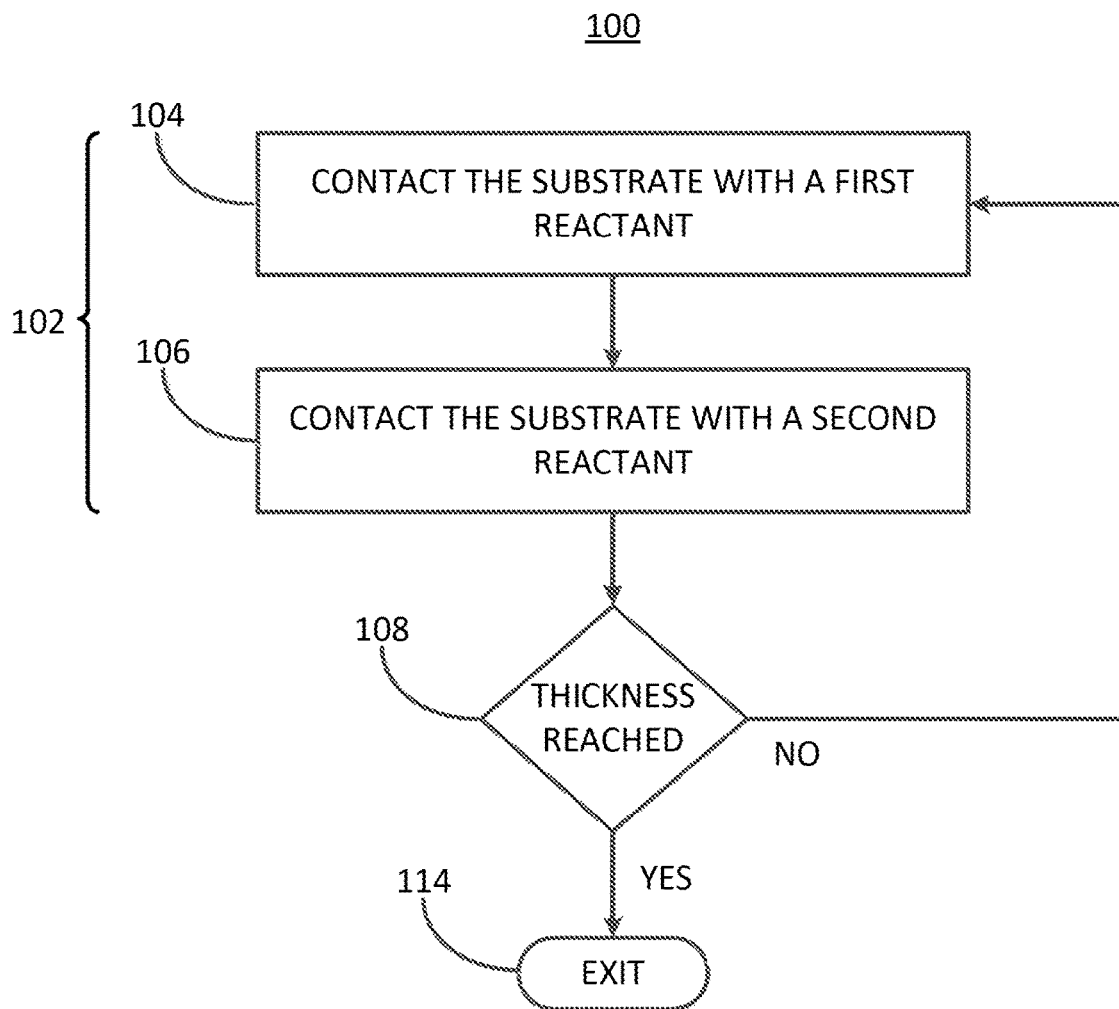 100
104
CONTACT THE SUBSTRATE WITH A FIRST
REACTANT
102
106
CONTACT THE SUBSTRATE WITH A SECOND
REACTANT
108
THICKNESS
REACHED
NO
YES
114
EXIT